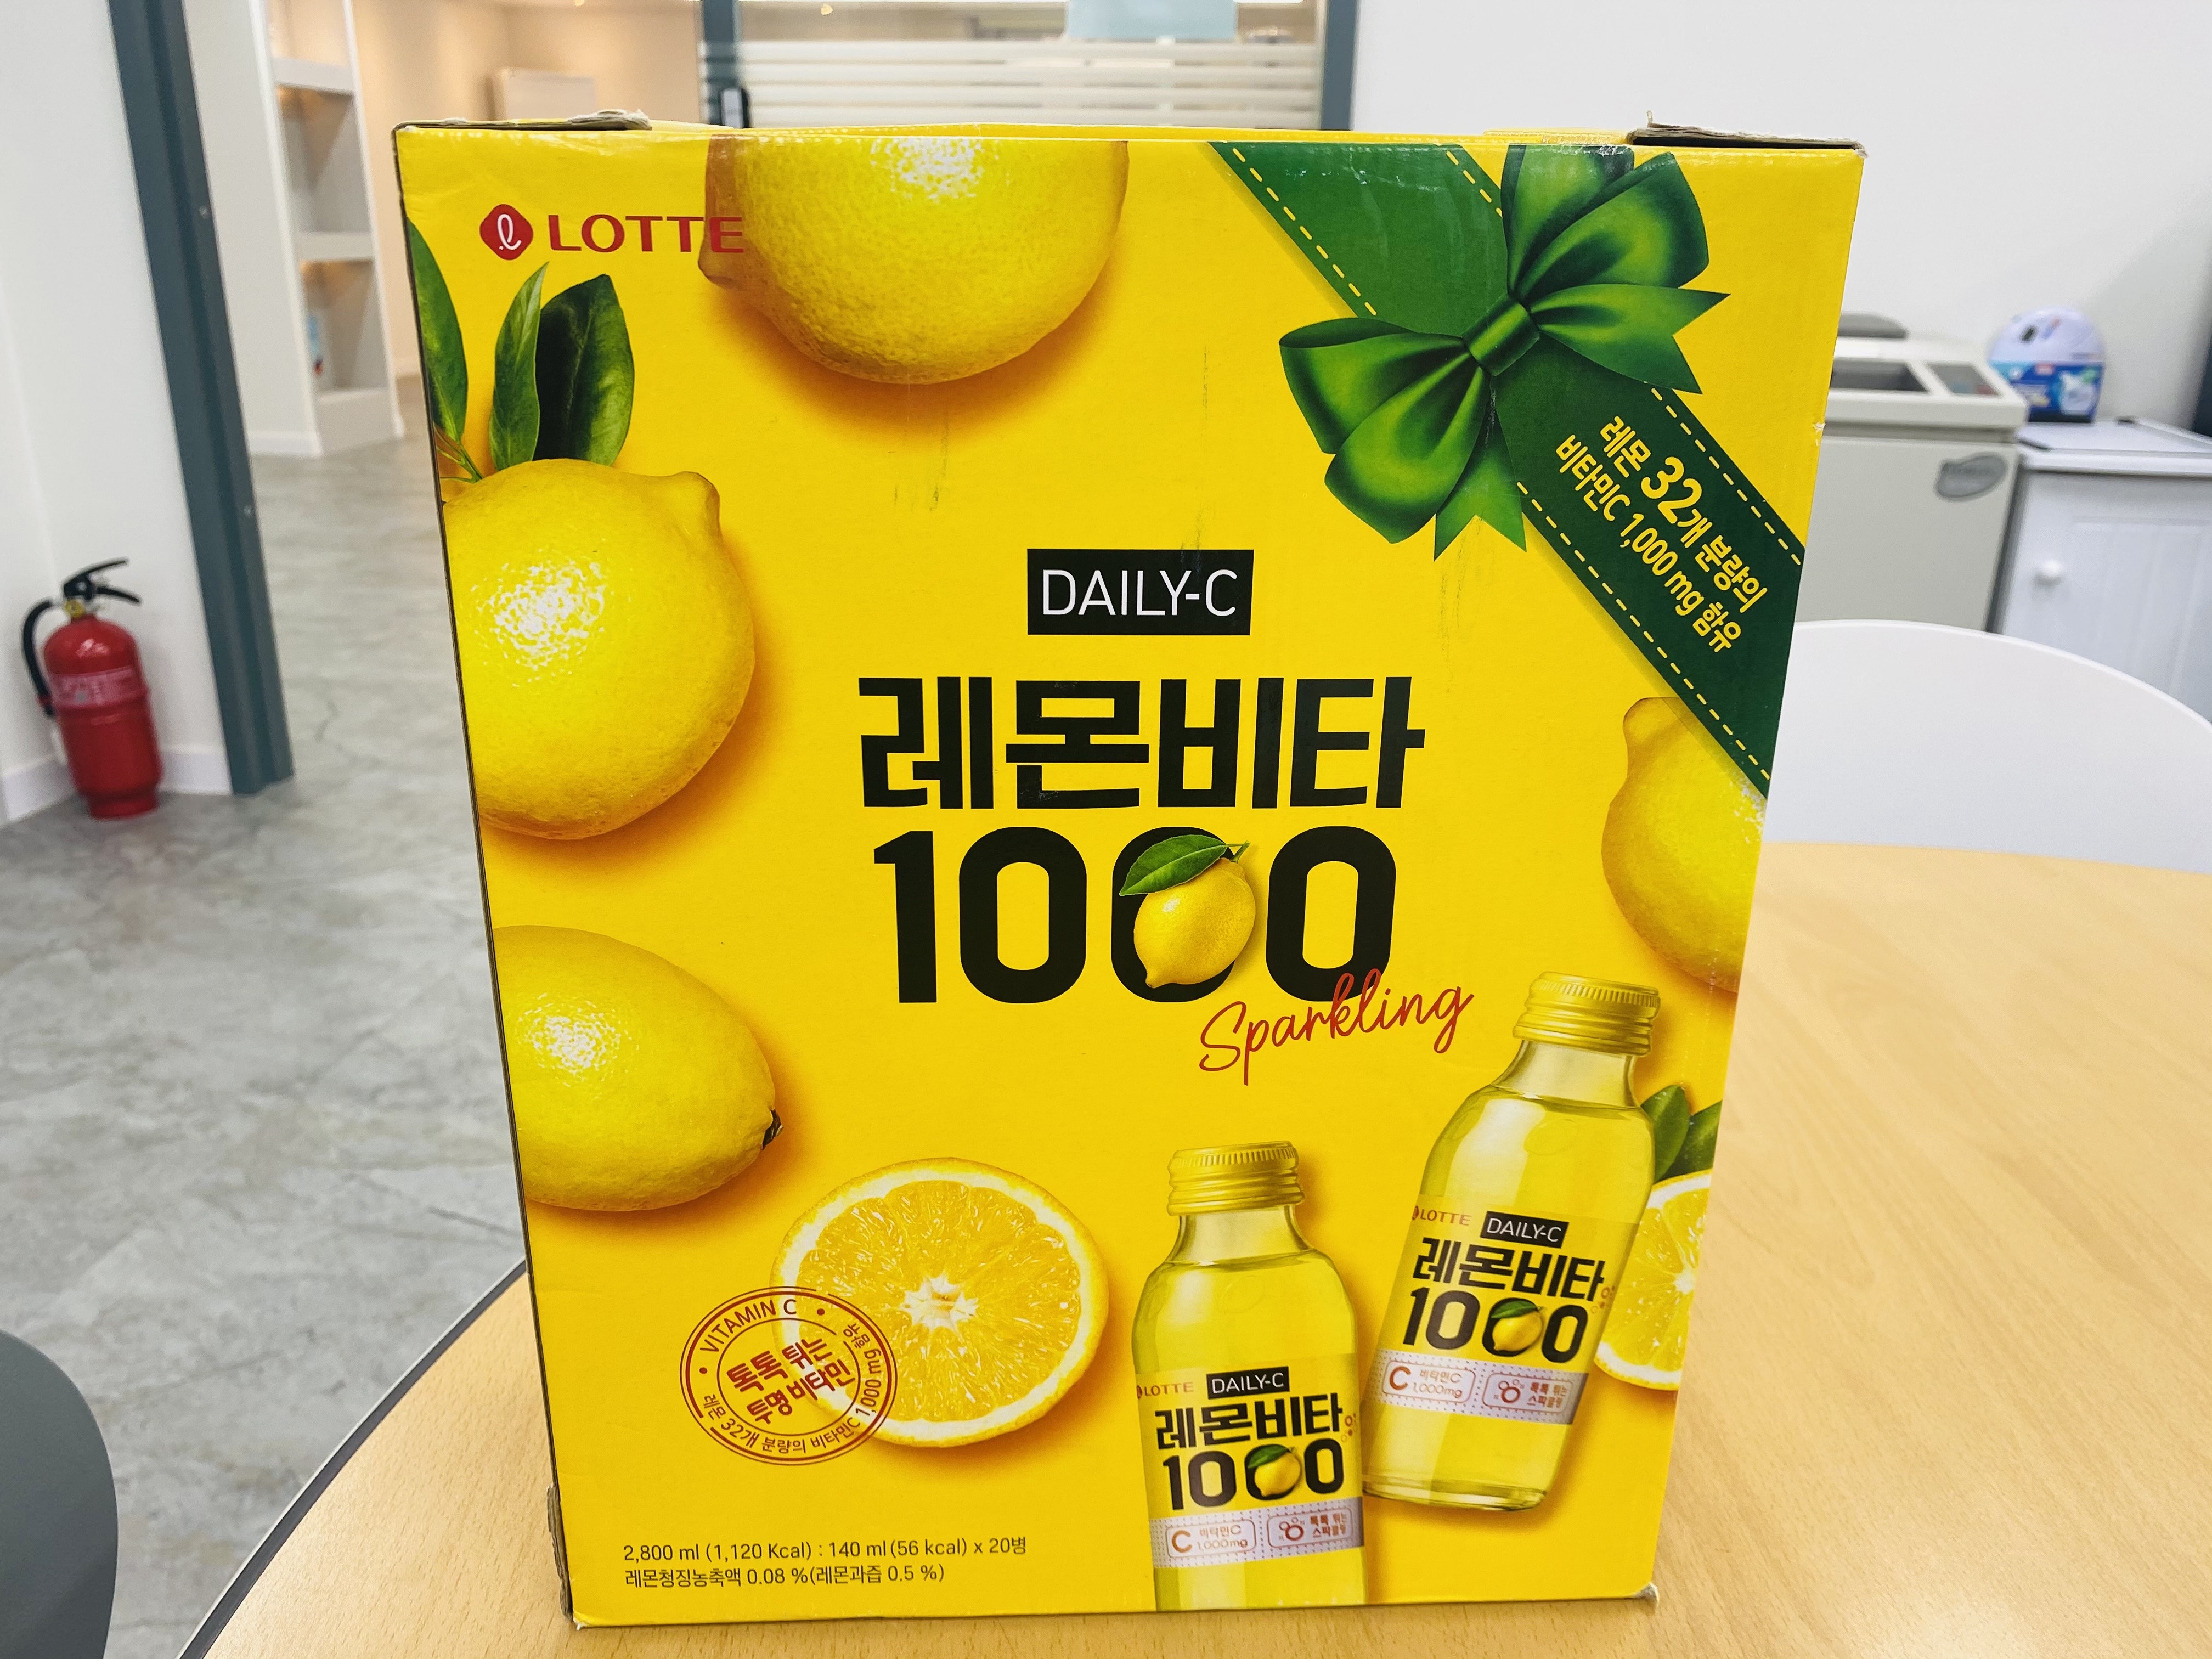 LOTTE
레몬 32개 분량의
비타민C 1,000mg 함유
DAILY-C
레몬비타
1000
Sparkling
LOTTE DAILY-C
레몬비타
1000
C 비타민C 1,000mg
톡톡 튀는 스파클링
LOTTE DAILY-C
레몬비타
1000
C 비타민C 1,000mg
톡톡 튀는 스파클링
VITAMIN C
톡톡 튀는
투명 비타민
레몬 32개 분량의 비타민C 1,000 mg 함유
2,800 ml (1,120 Kcal) : 140 ml (56 kcal) x 20병
레몬청징농축액 0.08 %(레몬과즙 0.5 %)